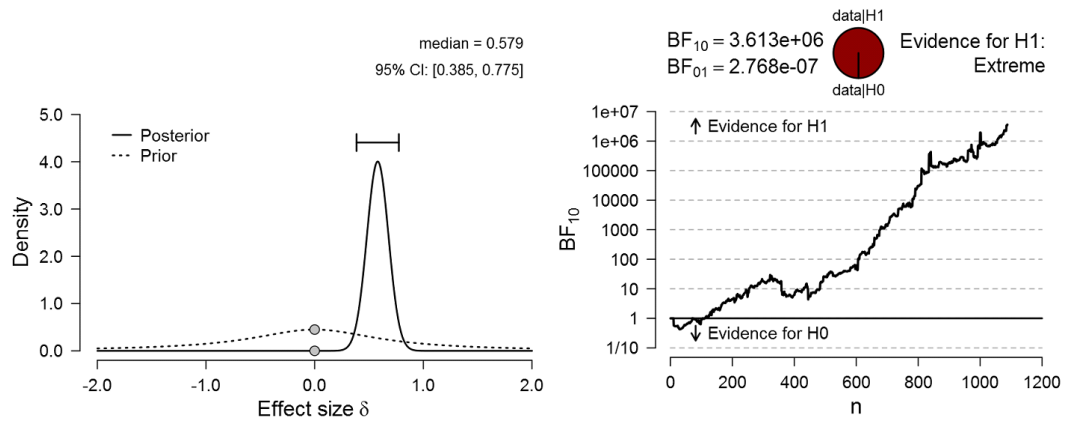 median = 0.579
95% CI: [0.385, 0.775]
5.0
4.0
3.0
2.0
1.0
0.0
Density
Posterior
Prior
-2.0
-1.0
0.0
1.0
2.0
Effect size δ
data|H1
BF₁₀ = 3.613e+06
BF₀₁ = 2.768e-07
data|H0
Evidence for H1:
Extreme
1e+07
1e+06
100000
10000
1000
100
10
1
1/10
BF₁₀
↑ Evidence for H1
↓ Evidence for H0
0
200
400
600
800
1000
1200
n